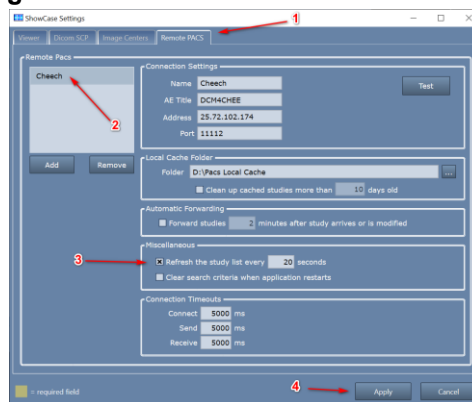 ShowCase Settings
Viewer Dicom SCP Image Centers Remote PACS
1
Remote Pacs
Cheech
2
Add Remove
Connection Settings
Name Cheech Test
AE Title DCM4CHEE
Address 25.72.102.174
Port 11112
Local Cache Folder
Folder D:\Pacs Local Cache ...
Clean up cached studies more than 10 days old
Automatic Forwarding
Forward studies 2 minutes after study arrives or is modified
Miscellaneous
3
Refresh the study list every 20 seconds
Clear search criteria when application restarts
Connection Timeouts
Connect 5000 ms
Send 5000 ms
Receive 5000 ms
= required field
4
Apply Cancel